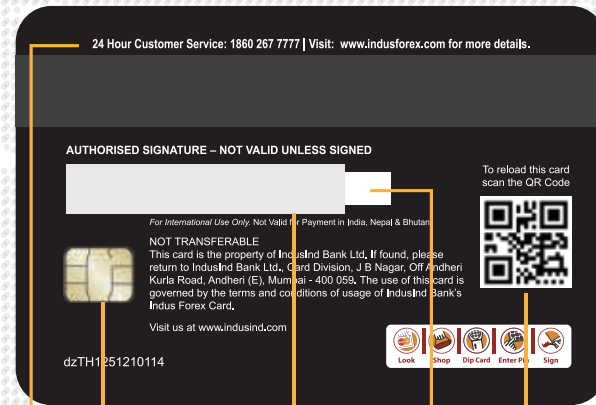 24 Hour Customer Service: 1860 267 7777 | Visit: www.indusforex.com for more details.
AUTHORISED SIGNATURE – NOT VALID UNLESS SIGNED
To reload this card
scan the QR Code
For International Use Only. Not Valid for Payment in India, Nepal & Bhutan
NOT TRANSFERABLE
This card is the property of IndusInd Bank Ltd. If found, please
return to IndusInd Bank Ltd., Card Division, J B Nagar, Off Andheri
Kurla Road, Andheri (E), Mumbai - 400 059. The use of this card is
governed by the terms and conditions of usage of IndusInd Bank's
Indus Forex Card.
Visit us at www.indusind.com
Look Shop Dip Card Enter Pin Sign
dzTH1251210114